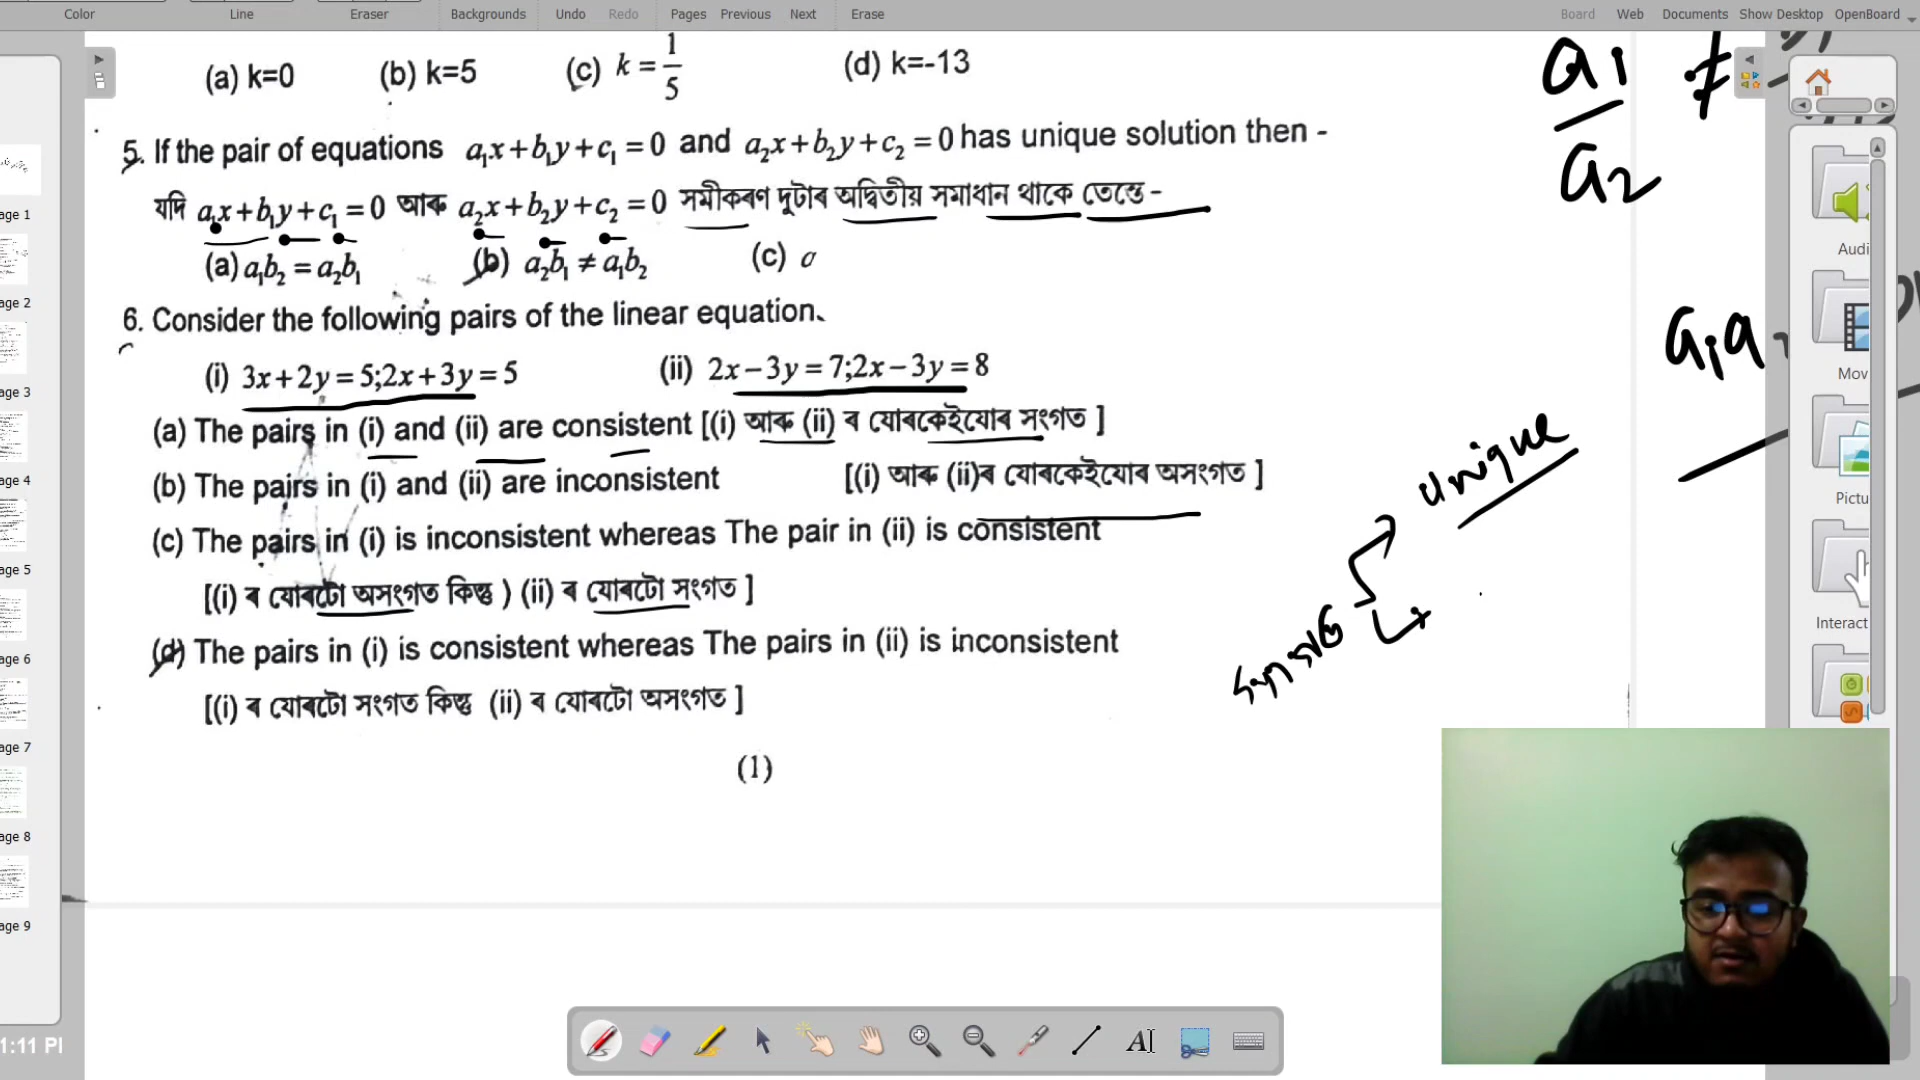 Color Line Eraser Backgrounds Undo Redo Pages Previous Next Erase Board Web Documents Show Desktop OpenBoard
(a) k=0 (b) k=5 (c) k = 1/5 (d) k=-13
5. If the pair of equations a₁x+b₁y+c₁=0 and a₂x+b₂y+c₂=0 has unique solution then -
যদি a₁x+b₁y+c₁=0 আৰু a₂x+b₂y+c₂=0 সমীকৰণ দুটাৰ অদ্বিতীয় সমাধান থাকে তেন্তে -
(a) a₁b₂ = a₂b₁ (b) a₂b₁ ≠ a₁b₂ (c)
6. Consider the following pairs of the linear equation.
(i) 3x+2y=5;2x+3y=5 (ii) 2x-3y=7;2x-3y=8
(a) The pairs in (i) and (ii) are consistent [(i) আৰু (ii) ৰ যোৰকেইযোৰ সংগত ]
(b) The pairs in (i) and (ii) are inconsistent [(i) আৰু (ii)ৰ যোৰকেইযোৰ অসংগত ]
(c) The pairs in (i) is inconsistent whereas The pair in (ii) is consistent
[(i) ৰ যোৰটো অসংগত কিন্তু ) (ii) ৰ যোৰটো সংগত ]
(d) The pairs in (i) is consistent whereas The pairs in (ii) is inconsistent
[(i) ৰ যোৰটো সংগত কিন্তু (ii) ৰ যোৰটো অসংগত ]
(1)
a₁ ≠
a₂
Unique
age 1
age 2
age 3
age 4
age 5
age 6
age 7
age 8
age 9
1:11 PM
Audi
Mov
Pictu
Interact